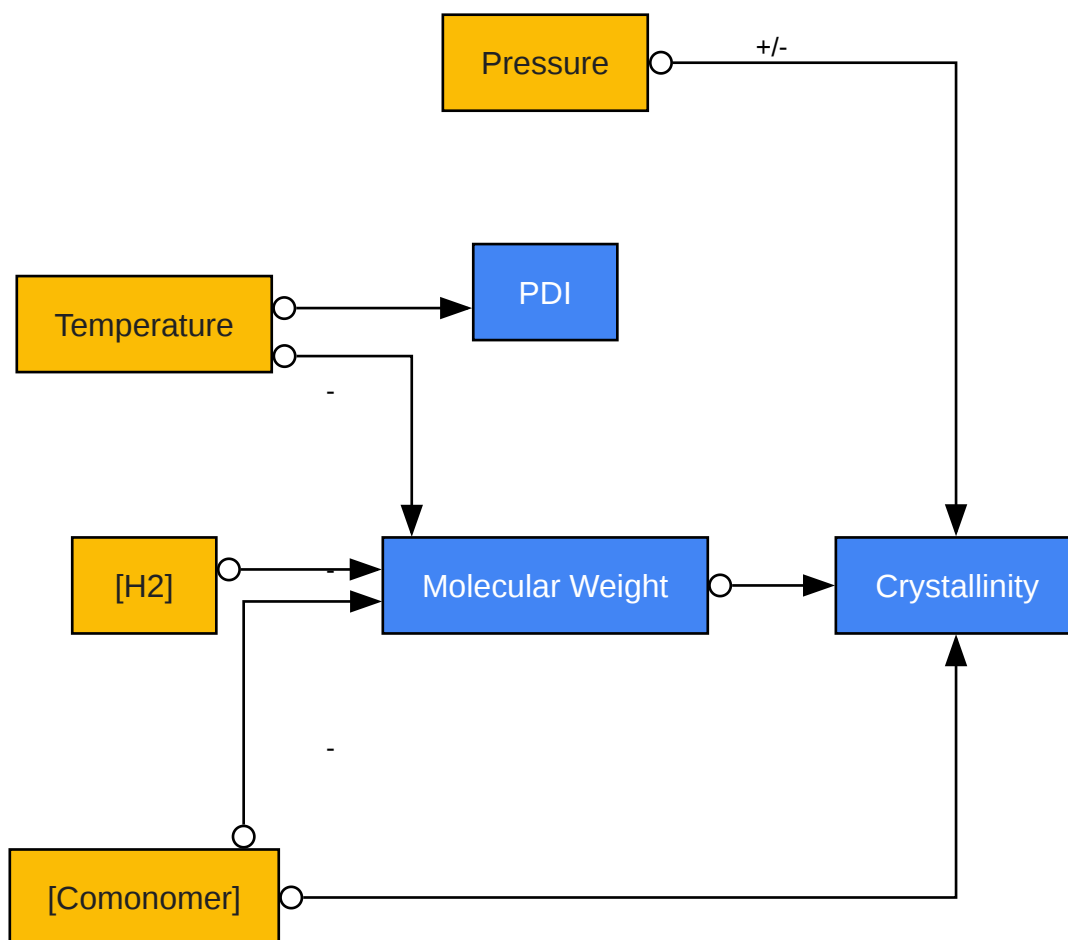 Pressure
+/-
PDI
Temperature
-
[H2]
-
Molecular Weight
Crystallinity
-
[Comonomer]